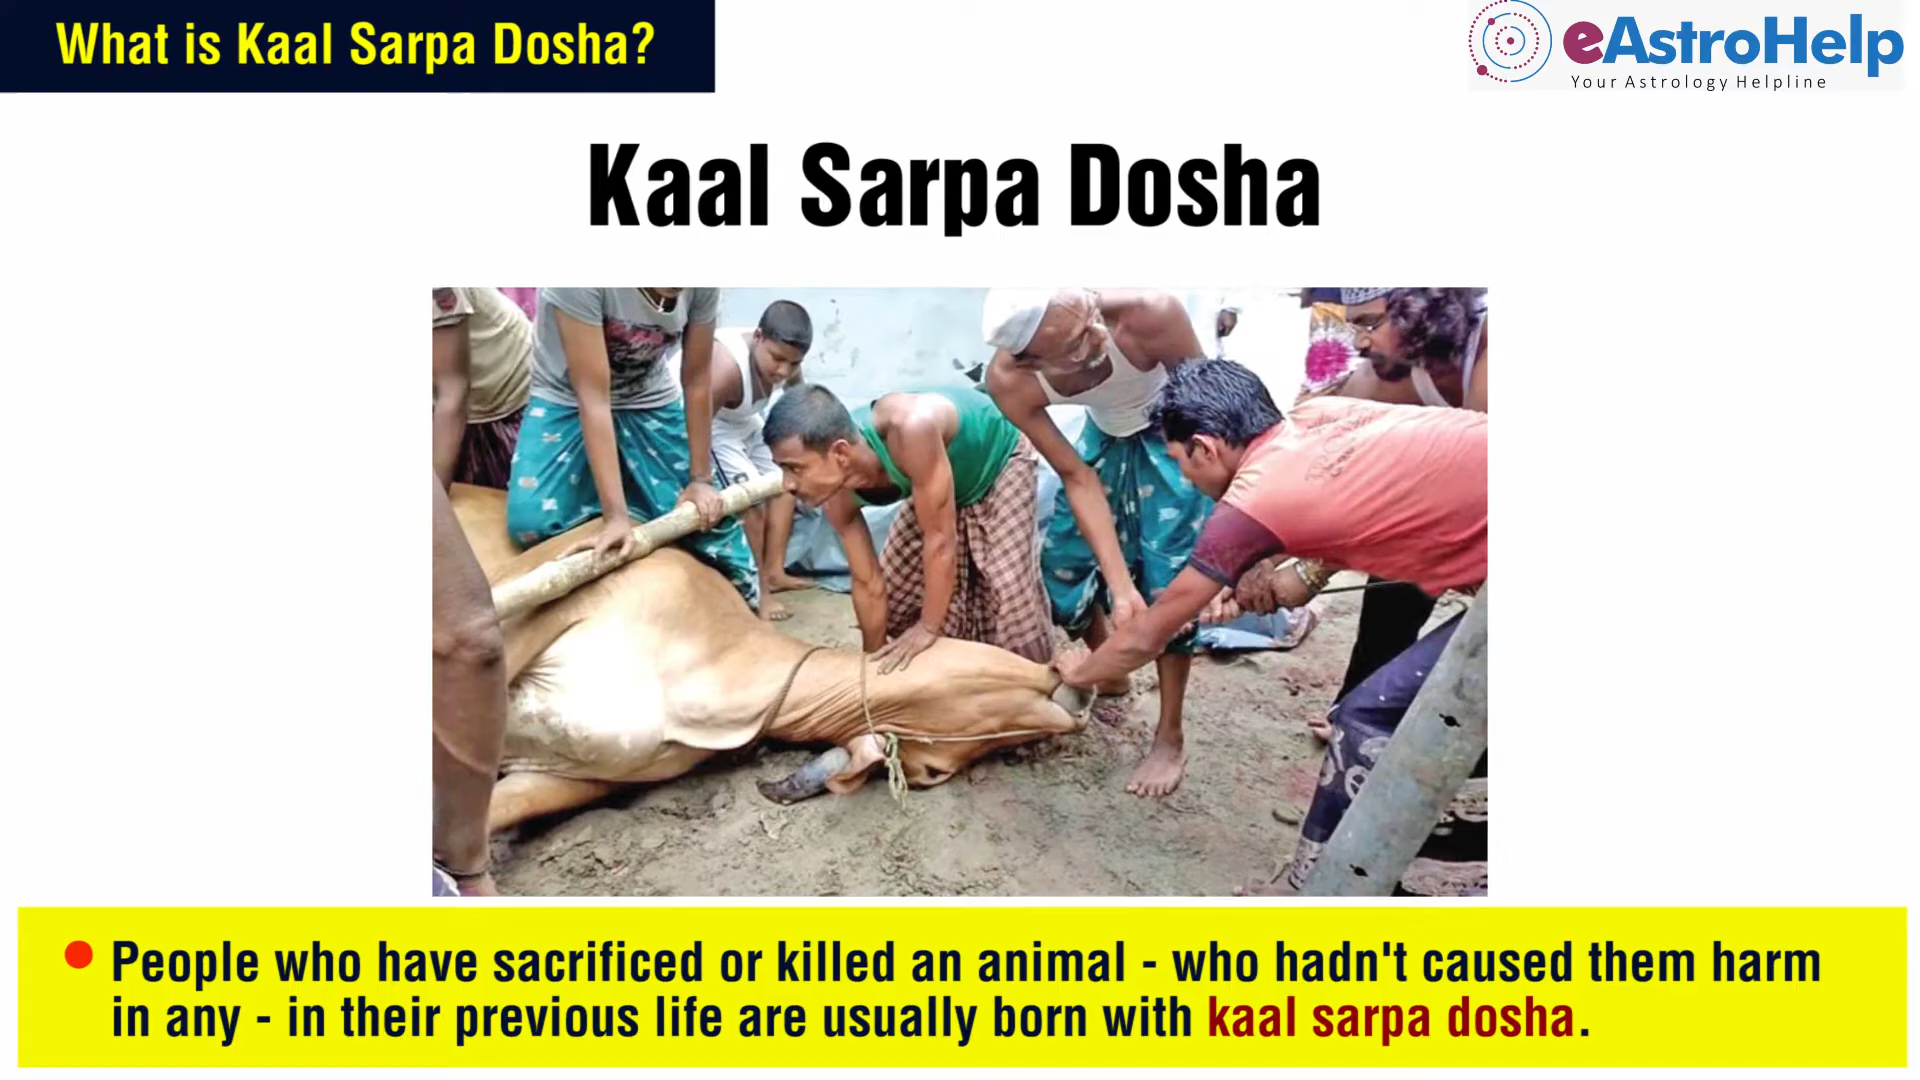 What is Kaal Sarpa Dosha?
eAstroHelp
Your Astrology Helpline
Kaal Sarpa Dosha
People who have sacrificed or killed an animal - who hadn't caused them harm
in any - in their previous life are usually born with kaal sarpa dosha.